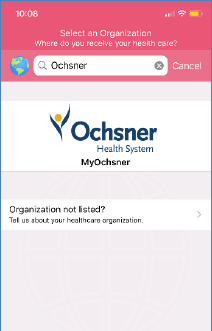 10:08
Select an Organization
Where do you receive your health care?
Ochsner
Cancel
Ochsner
Health System
MyOchsner
Organization not listed?
Tell us about your healthcare organization.